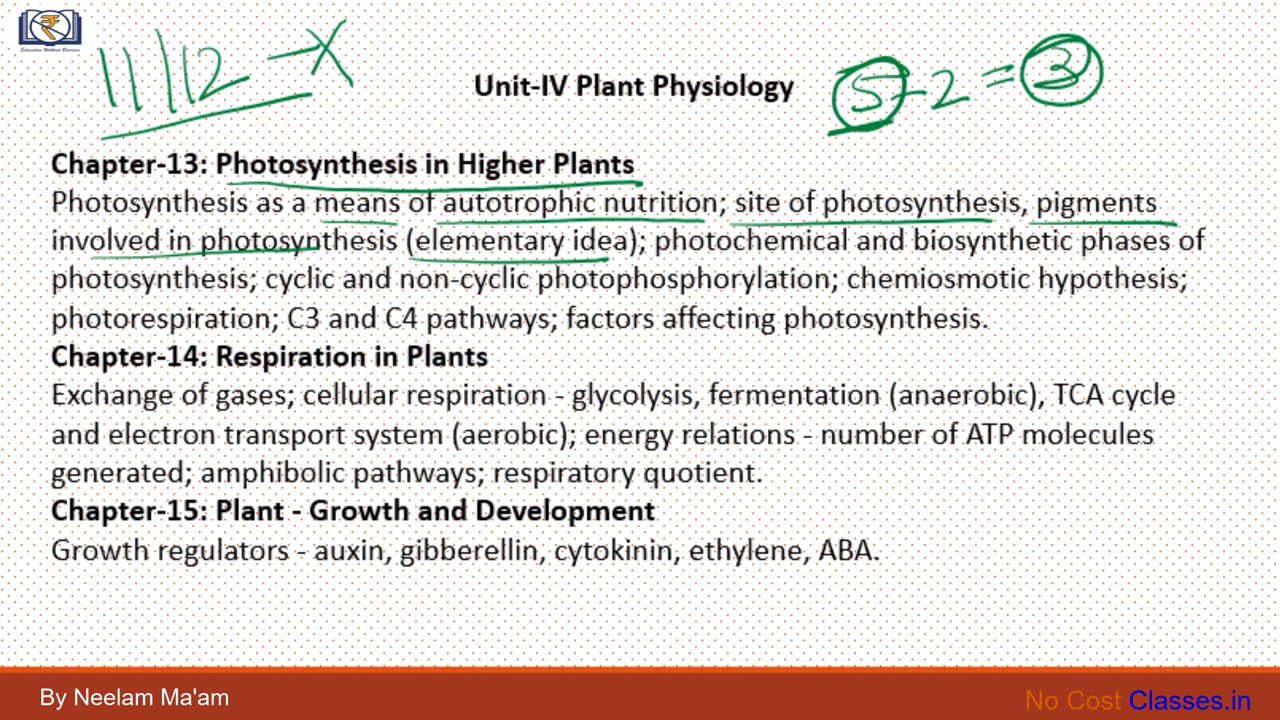 Education Without Barriers
11/12 - X
Unit-IV Plant Physiology
5-2=3
Chapter-13: Photosynthesis in Higher Plants
Photosynthesis as a means of autotrophic nutrition; site of photosynthesis, pigments
involved in photosynthesis (elementary idea); photochemical and biosynthetic phases of
photosynthesis; cyclic and non-cyclic photophosphorylation; chemiosmotic hypothesis;
photorespiration; C3 and C4 pathways; factors affecting photosynthesis.
Chapter-14: Respiration in Plants
Exchange of gases; cellular respiration - glycolysis, fermentation (anaerobic), TCA cycle
and electron transport system (aerobic); energy relations - number of ATP molecules
generated; amphibolic pathways; respiratory quotient.
Chapter-15: Plant - Growth and Development
Growth regulators - auxin, gibberellin, cytokinin, ethylene, ABA.
By Neelam Ma'am
No Cost Classes.in